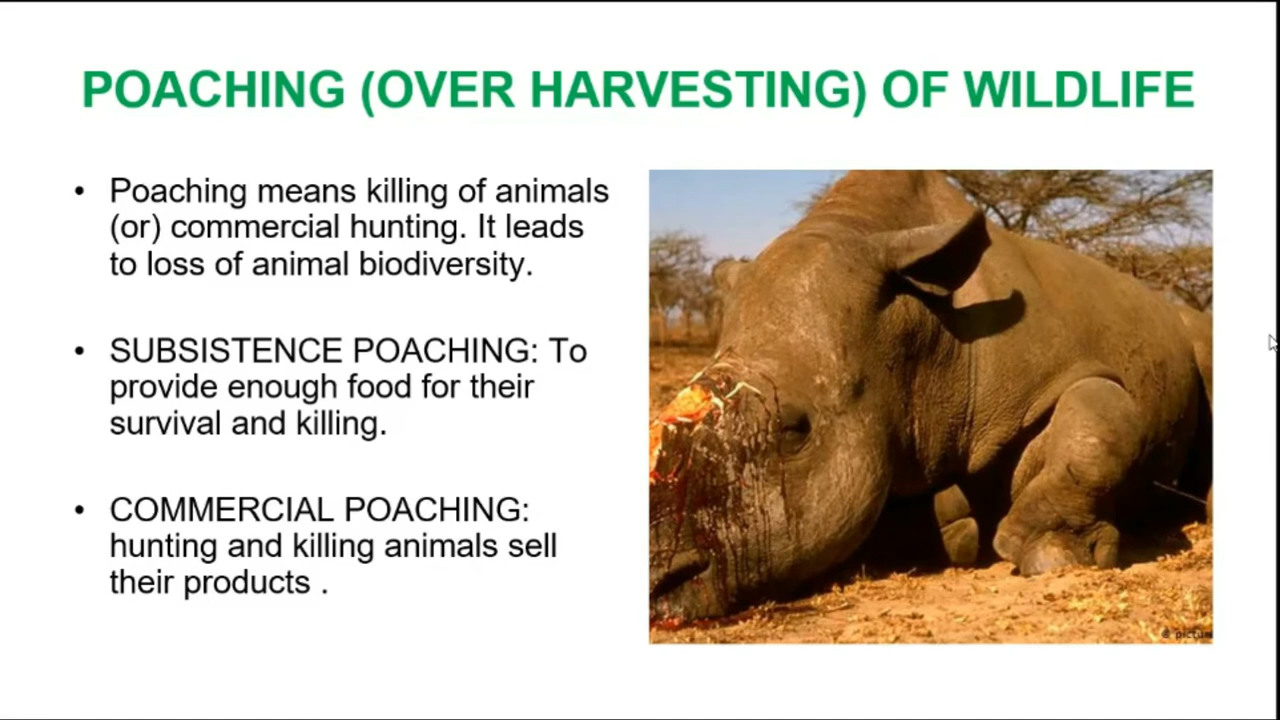 POACHING (OVER HARVESTING) OF WILDLIFE
• Poaching means killing of animals
(or) commercial hunting. It leads
to loss of animal biodiversity.
• SUBSISTENCE POACHING: To
provide enough food for their
survival and killing.
• COMMERCIAL POACHING:
hunting and killing animals sell
their products .